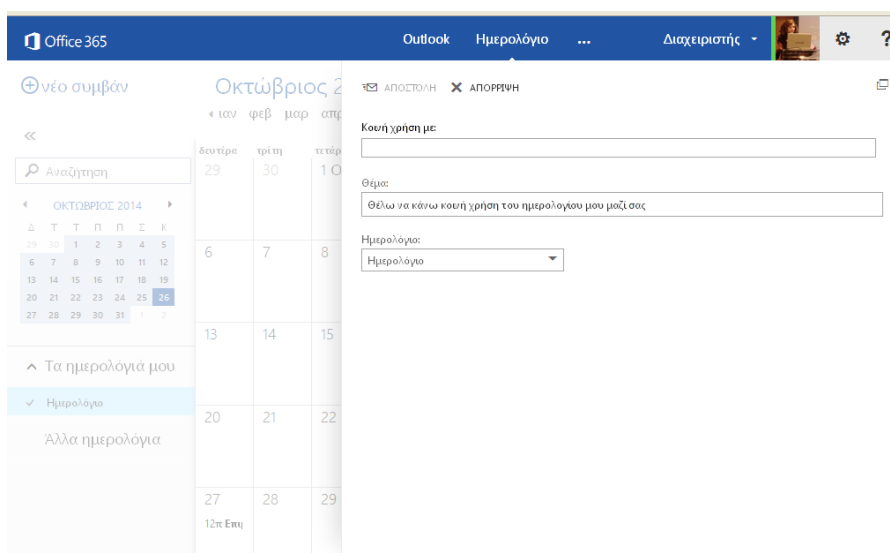 Office 365
Outlook Ημερολόγιο ... Διαχειριστής
?
νέο συμβάν
Αναζήτηση
ΟΚΤΩΒΡΙΟΣ 2014
Δ Τ Τ Π Π Σ Κ
29 30 1 2 3 4 5
6 7 8 9 10 11 12
13 14 15 16 17 18 19
20 21 22 23 24 25 26
27 28 29 30 31 1 2
Τα ημερολόγιά μου
Ημερολόγιο
Άλλα ημερολόγια
Οκτώβριος 2
ιαν φεβ μαρ απρ
δευτέρα τρίτη τετάρ
29 30 1 Ο
6 7 8
13 14 15
20 21 22
27 28 29
12π Επι
ΑΠΟΣΤΟΛΗ ΑΠΟΡΡΙΨΗ
Κοινή χρήση με:
Θέμα:
Θέλω να κάνω κοινή χρήση του ημερολογίου μου μαζί σας
Ημερολόγιο:
Ημερολόγιο